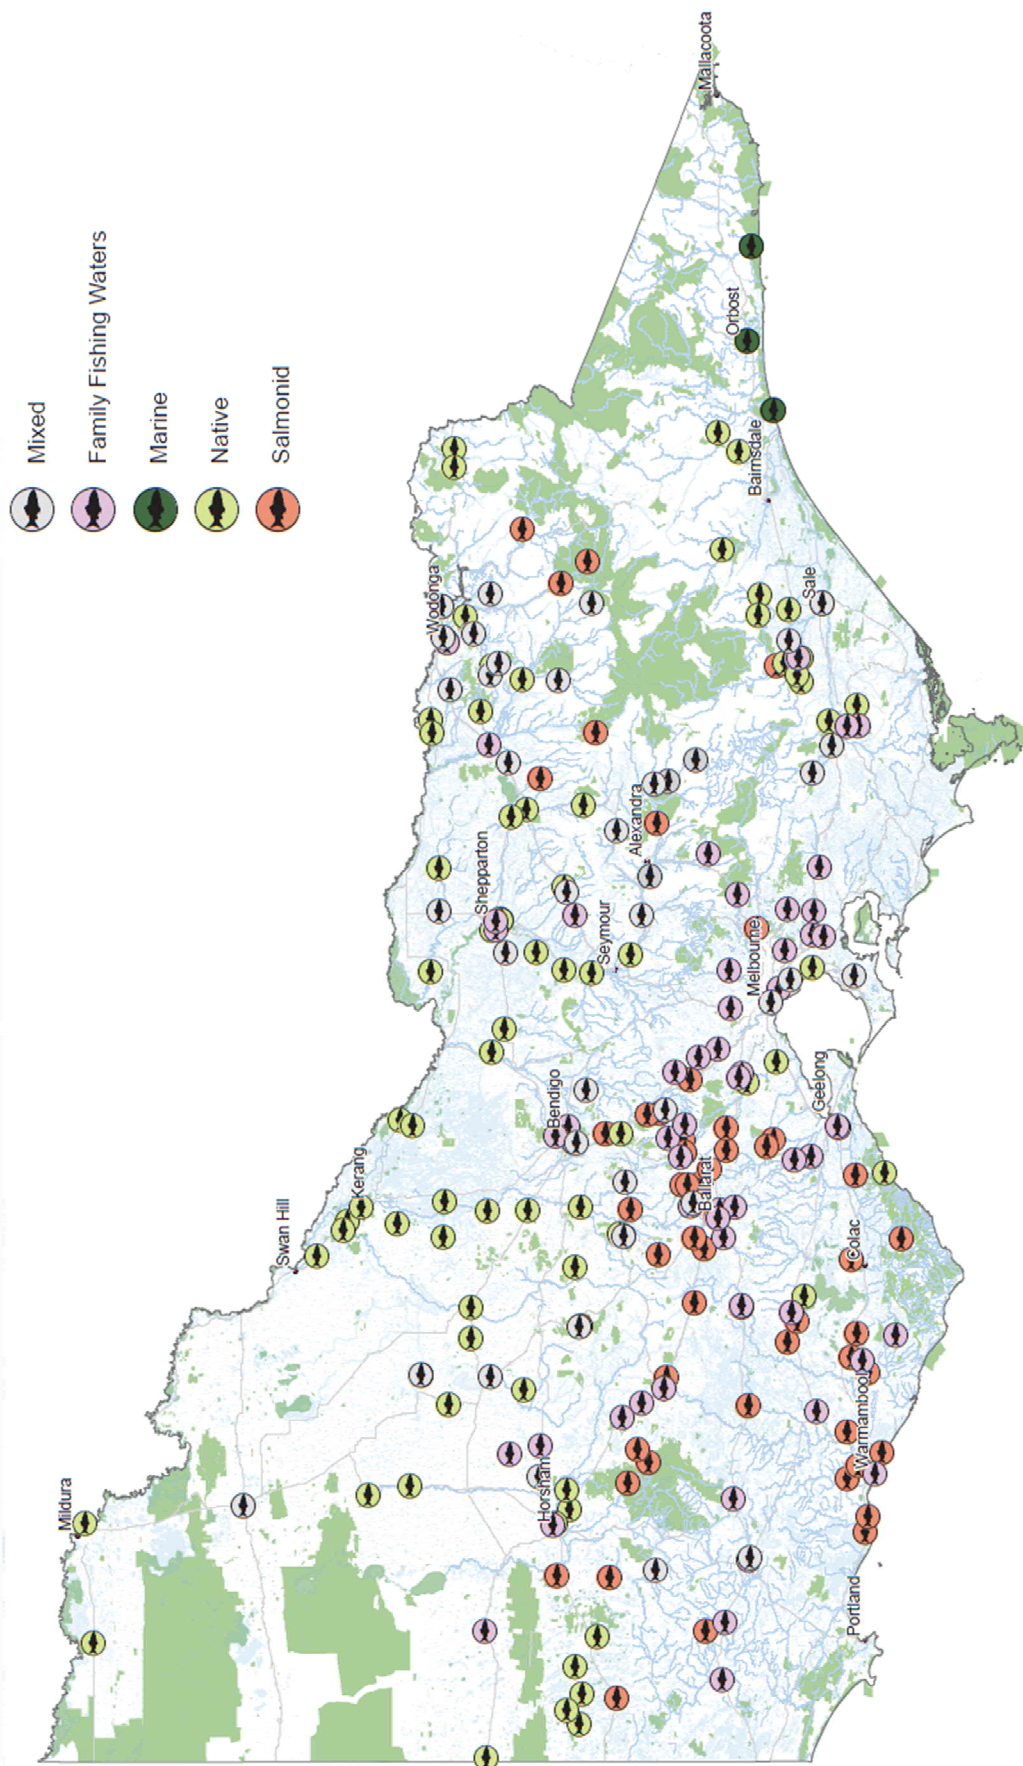 Mixed
Family Fishing Waters
Marine
Native
Salmonid
Mildura
Swan Hill
Kerang
Wodonga
Shepparton
Horsham
Bendigo
Seymour
Alexandra
Mallacoota
Orbost
Bairnsdale
Ballarat
Melbourne
Sale
Geelong
Colac
Warrnambool
Portland